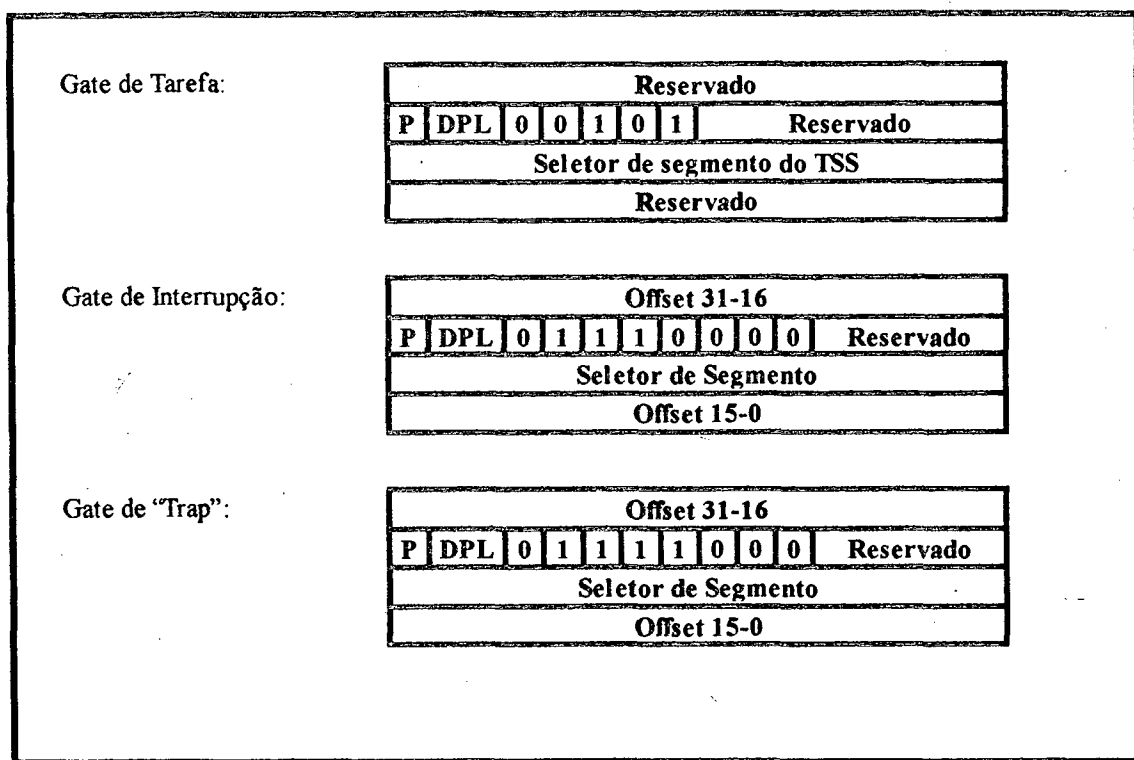 Gate de Tarefa:
Reservado
P DPL 0 0 1 0 1 Reservado
Seletor de segmento do TSS
Reservado
Gate de Interrupção:
Offset 31-16
P DPL 0 1 1 1 0 0 0 0 Reservado
Seletor de Segmento
Offset 15-0
Gate de “Trap”:
Offset 31-16
P DPL 0 1 1 1 1 0 0 0 Reservado
Seletor de Segmento
Offset 15-0